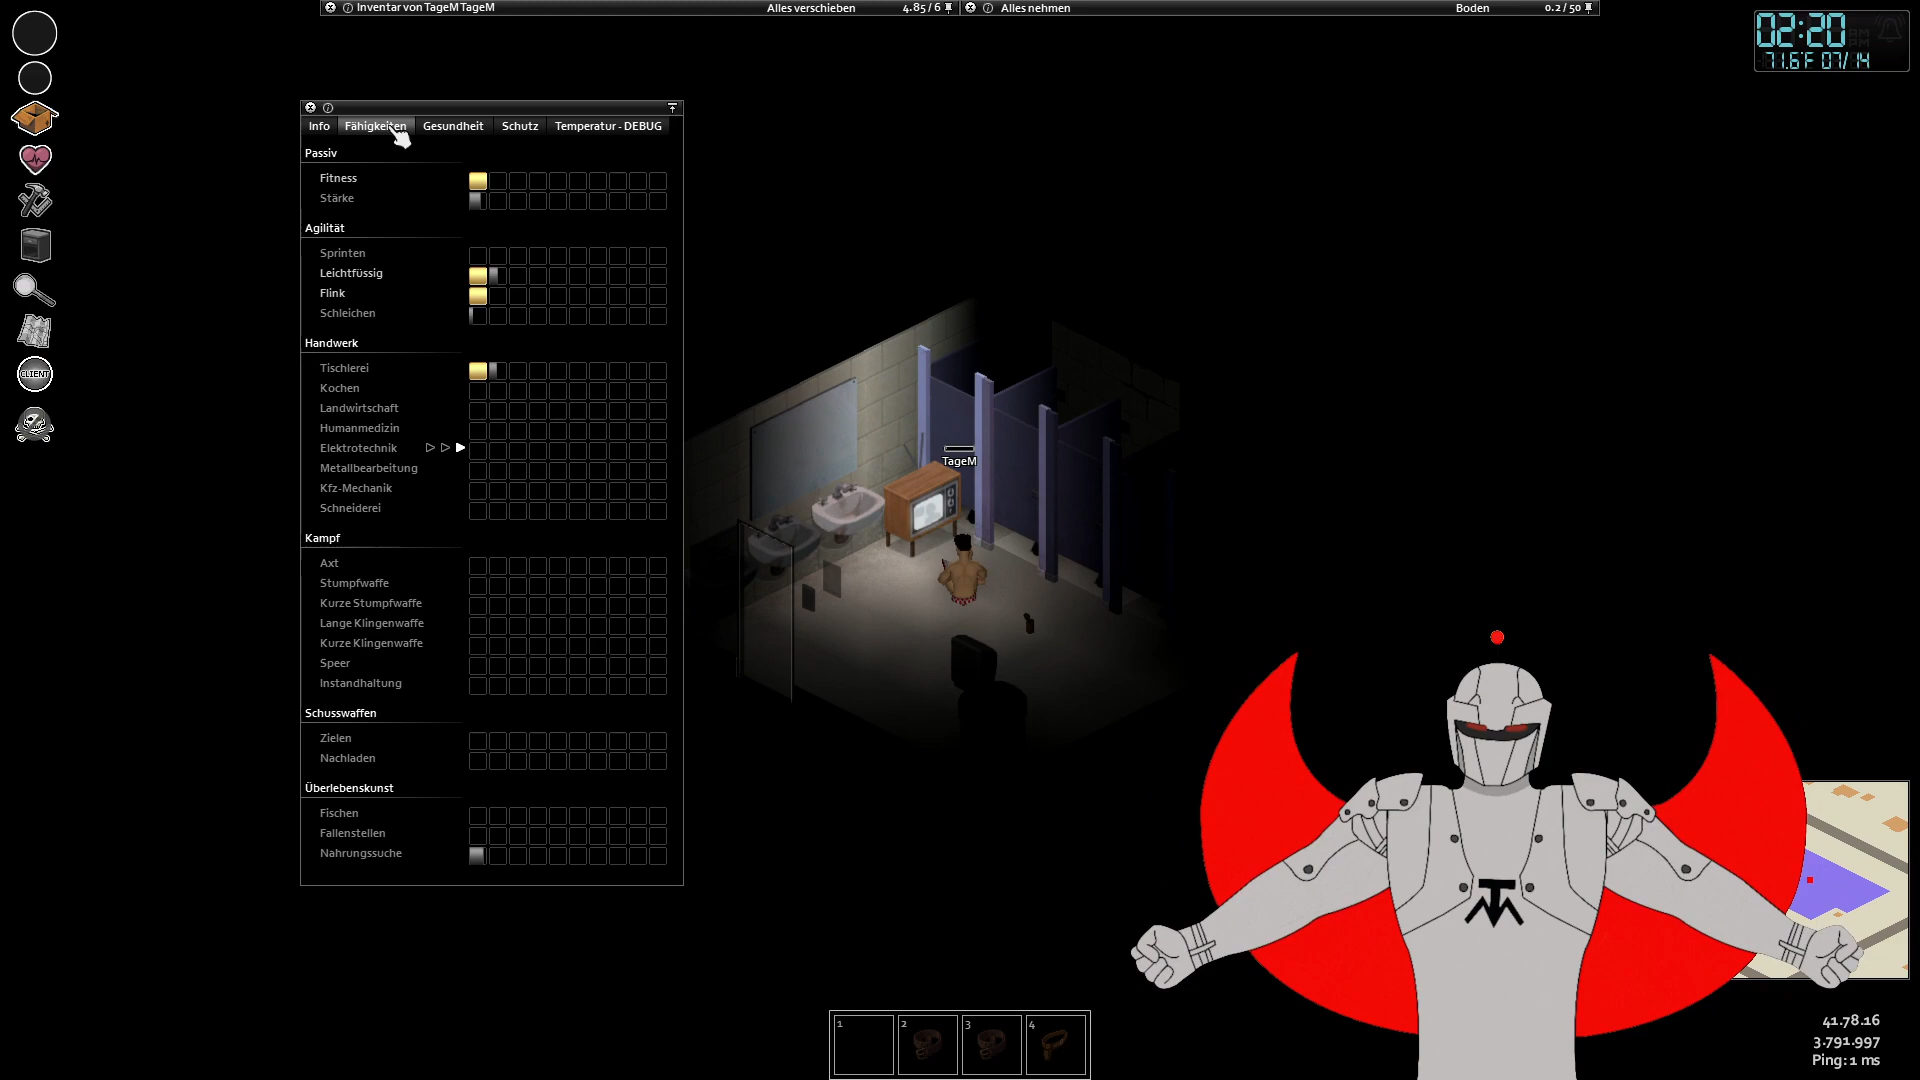 Inventar von TageM TageM
Alles verschieben
4.85 / 6
Alles nehmen
Boden
0.2 / 50
02:20
71.6°F 07/14
Info
Fähigkeiten
Gesundheit
Schutz
Temperatur - DEBUG
Passiv
Fitness
Stärke
Agilität
Sprinten
Leichtfüssig
Flink
Schleichen
Handwerk
Tischlerei
Kochen
Landwirtschaft
Humanmedizin
Elektrotechnik
Metallbearbeitung
Kfz-Mechanik
Schneiderei
Kampf
Axt
Stumpfwaffe
Kurze Stumpfwaffe
Lange Klingenwaffe
Kurze Klingenwaffe
Speer
Instandhaltung
Schusswaffen
Zielen
Nachladen
Überlebenskunst
Fischen
Fallenstellen
Nahrungssuche
CLIENT
TageM
1
2
3
4
41.78.16
3.791.997
Ping: 1 ms